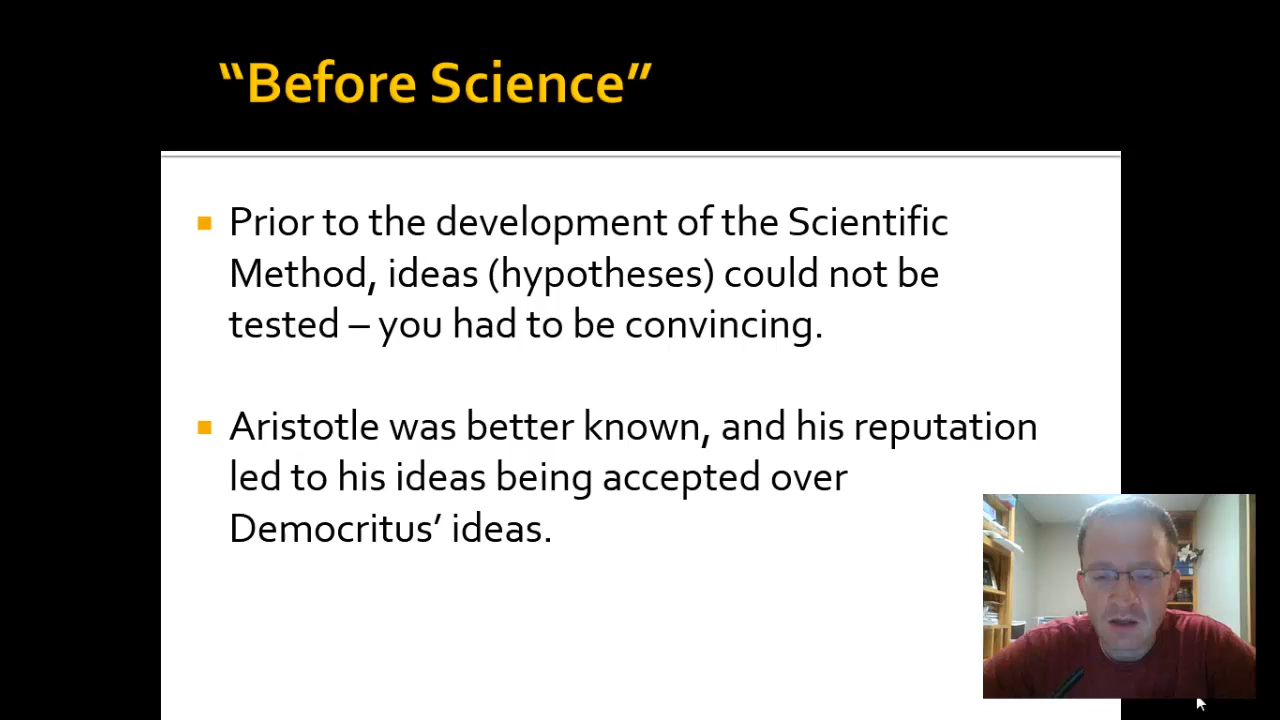 “Before Science”
Prior to the development of the Scientific
Method, ideas (hypotheses) could not be
tested – you had to be convincing.
Aristotle was better known, and his reputation
led to his ideas being accepted over
Democritus’ ideas.